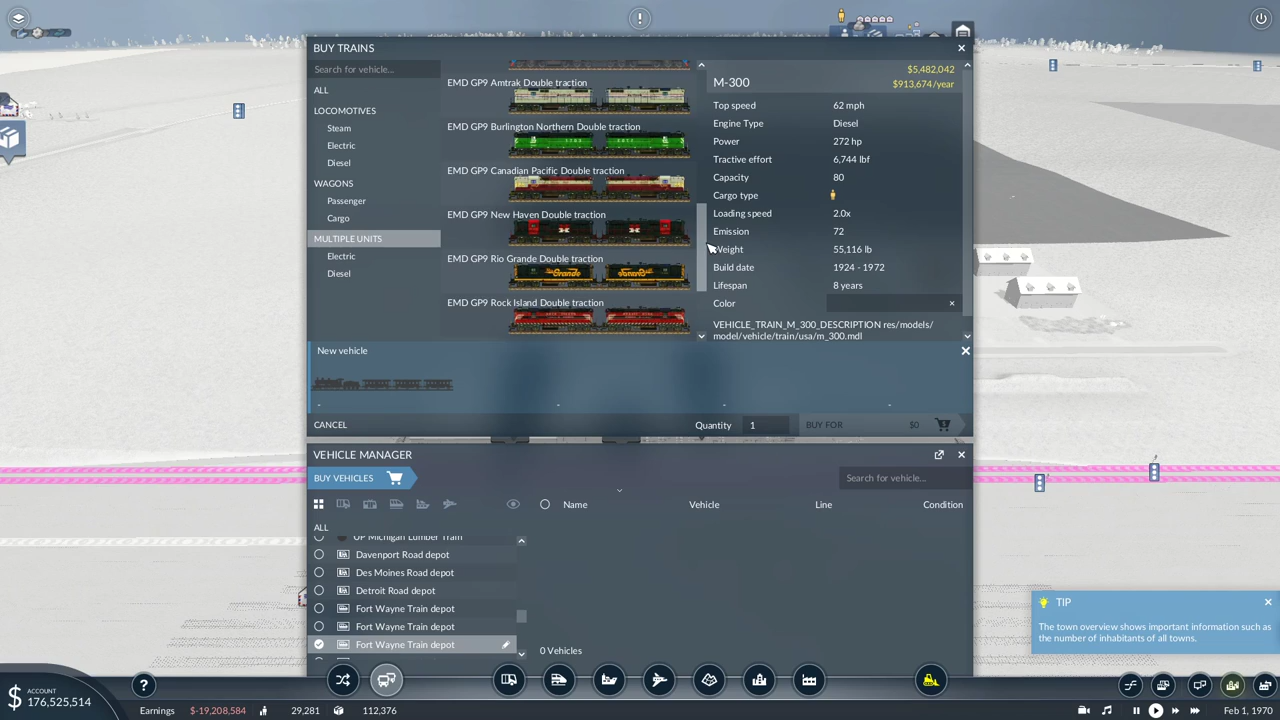 BUY TRAINS
Search for vehicle...
ALL
LOCOMOTIVES
Steam
Electric
Diesel
WAGONS
Passenger
Cargo
MULTIPLE UNITS
Electric
Diesel
EMD GP9 Amtrak Double traction
EMD GP9 Burlington Northern Double traction
EMD GP9 Canadian Pacific Double traction
EMD GP9 New Haven Double traction
EMD GP9 Rio Grande Double traction
EMD GP9 Rock Island Double traction
$5,482,042
M-300 $913,674/year
Top speed 62 mph
Engine Type Diesel
Power 272 hp
Tractive effort 6,744 lbf
Capacity 80
Cargo type
Loading speed 2.0x
Emission 72
Weight 55,116 lb
Build date 1924 - 1972
Lifespan 8 years
Color
VEHICLE_TRAIN_M_300_DESCRIPTION res/models/
model/vehicle/train/usa/m_300.mdl
New vehicle
- - - -
CANCEL Quantity 1 BUY FOR $0
VEHICLE MANAGER
BUY VEHICLES Search for vehicle...
Name Vehicle Line Condition
ALL
UP Michigan Lumber Train
Davenport Road depot
Des Moines Road depot
Detroit Road depot
Fort Wayne Train depot
Fort Wayne Train depot
Fort Wayne Train depot
0 Vehicles
TIP
The town overview shows important information such as
the number of inhabitants of all towns.
$ ACCOUNT
176,525,514
?
Earnings $-19,208,584 29,281 112,376 Feb 1, 1970